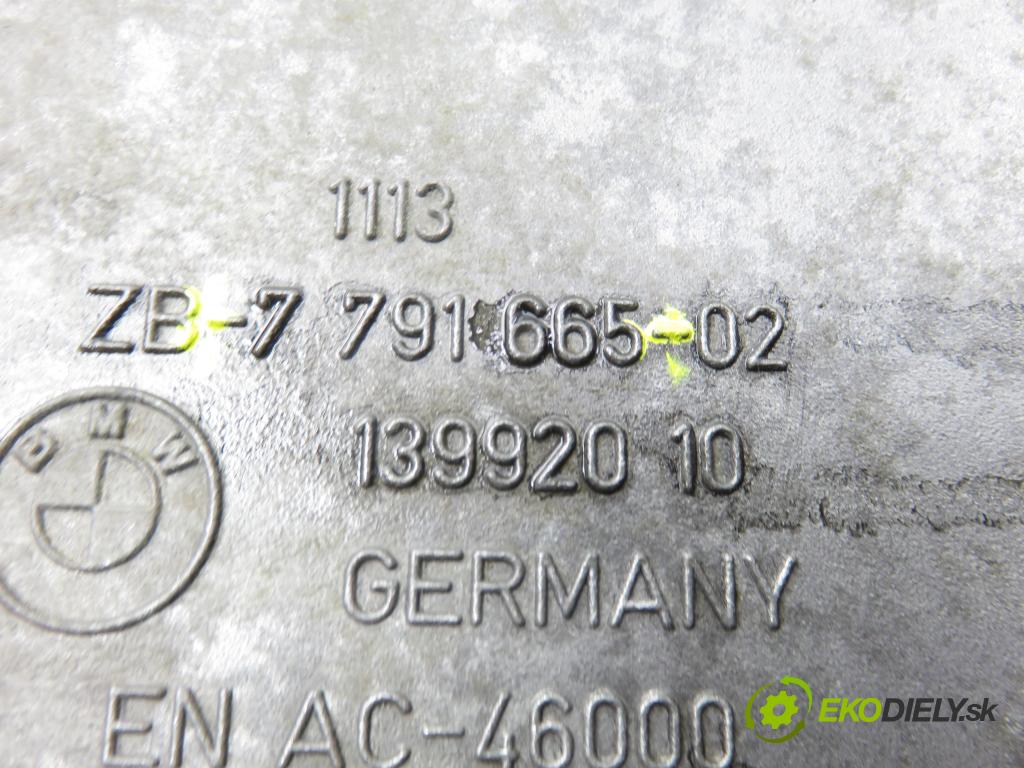 1113
ZB-7 791 665-02
139920 10
BMW
GERMANY
EN AC-46000
EKODIELY.sk